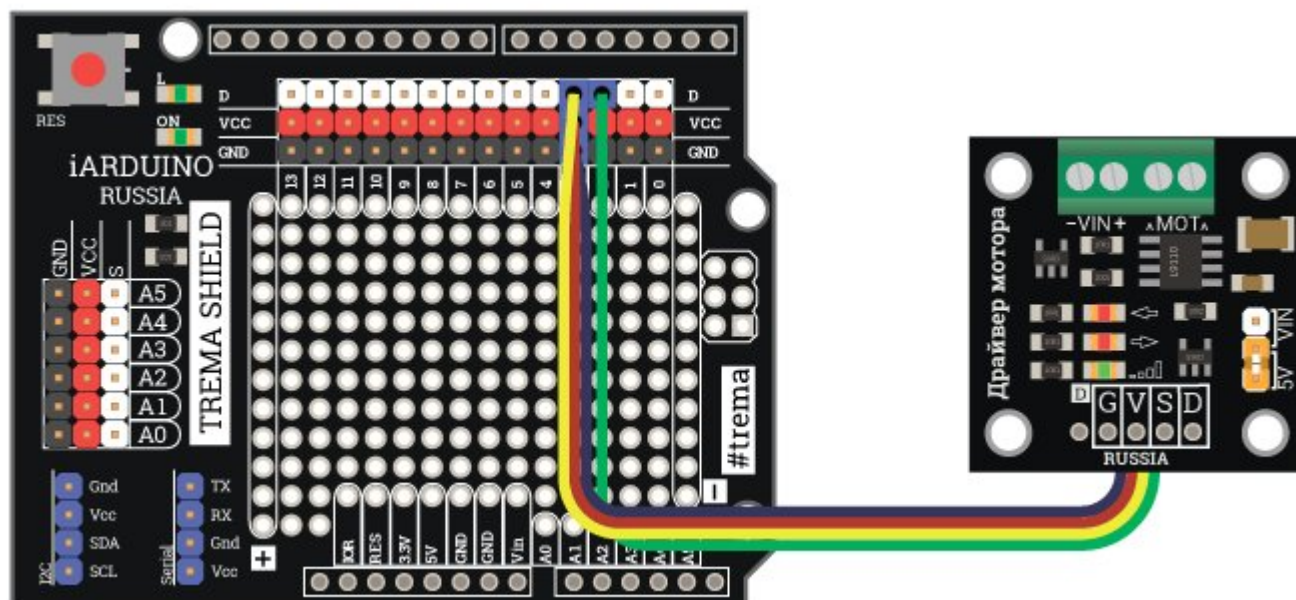 L
RES
ON
D
D
VCC
VCC
GND
GND
iARDUINO
RUSSIA
13 12 11 10 9 8 7 6 5 4 1 0
GND VCC S
A5
A4
A3
A2
A1
A0
TREMA SHIELD
#trema
Gnd
Vcc
SDA
SCL
I2C
TX
RX
Gnd
Vcc
Serial
+
−
IOR RES 3.3V 5V GND GND Vin A0 A1 A2
-VIN+ ʌMOTʌ
Драйвер мотора
L9110
VIN
5V
D
G V S D
RUSSIA